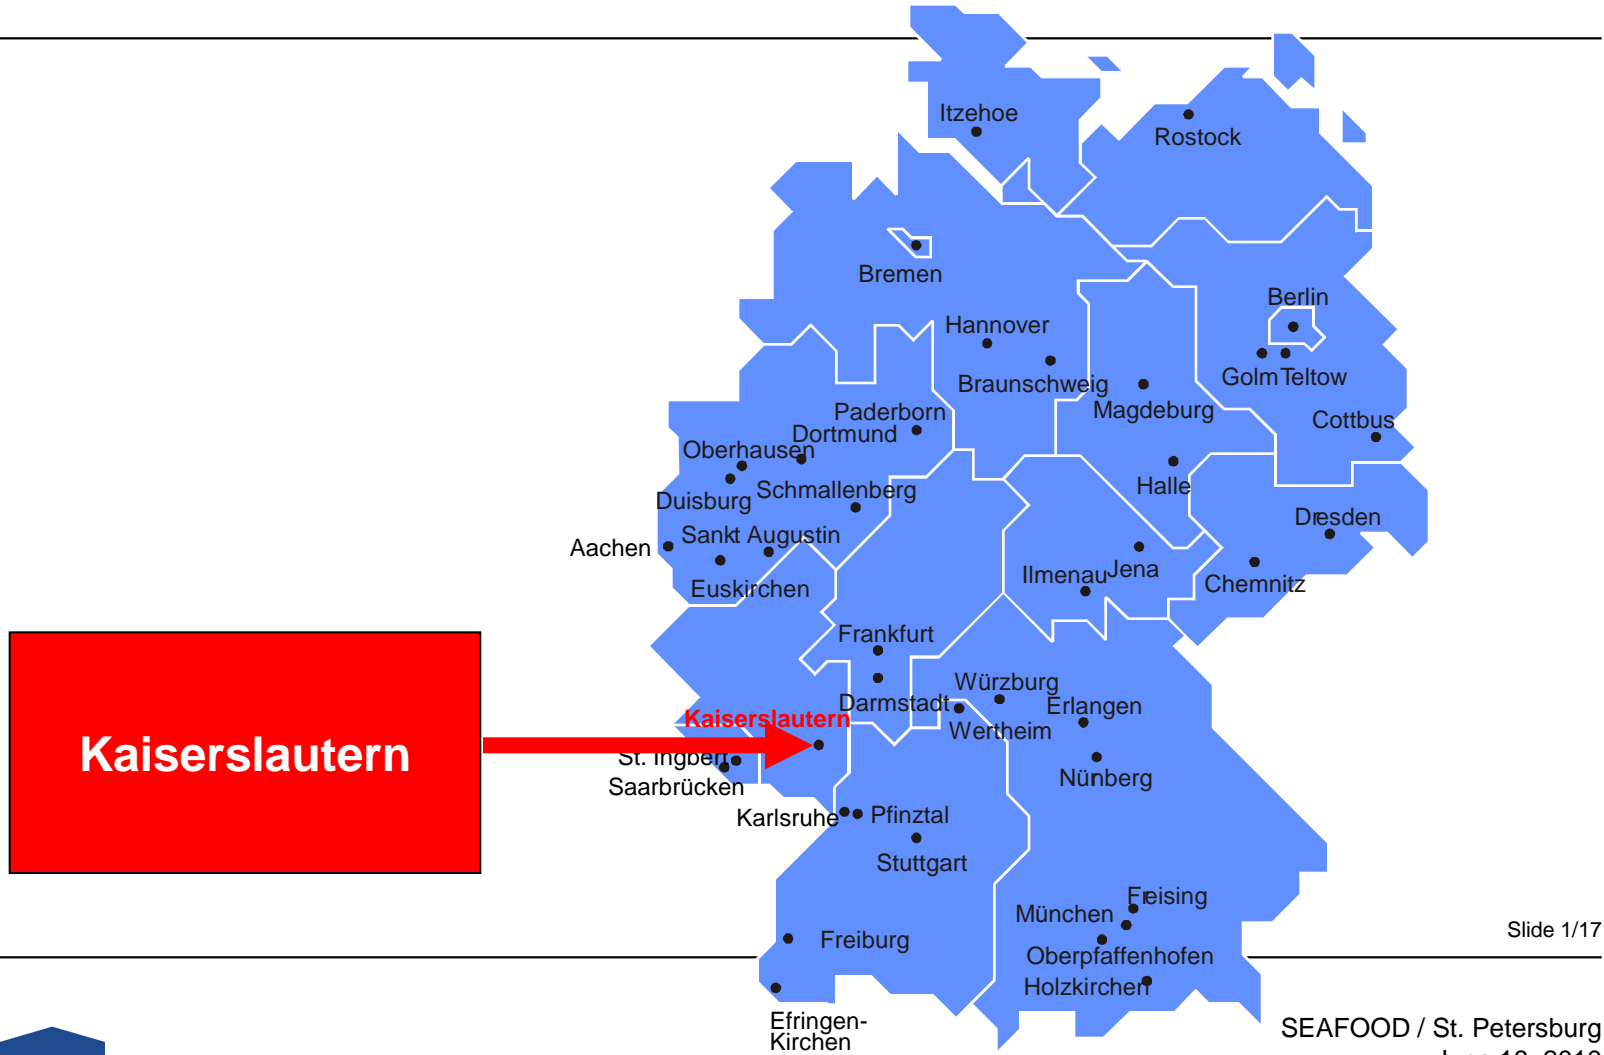 Itzehoe
Rostock
Bremen
Berlin
Hannover
Braunschweig
Golm Teltow
Magdeburg
Paderborn
Dortmund
Cottbus
Oberhausen
Halle
Schmallenberg
Duisburg
Dresden
Sankt Augustin
Aachen
Jena
Ilmenau
Chemnitz
Euskirchen
Frankfurt
Würzburg
Darmstadt
Erlangen
Kaiserslautern
Wertheim
Kaiserslautern
St. Ingbert
Nürnberg
Saarbrücken
Karlsruhe
Pfinztal
Stuttgart
Freising
München
Slide 1/17
Freiburg
Oberpfaffenhofen
Holzkirchen
Efringen-
Kirchen
SEAFOOD / St. Petersburg